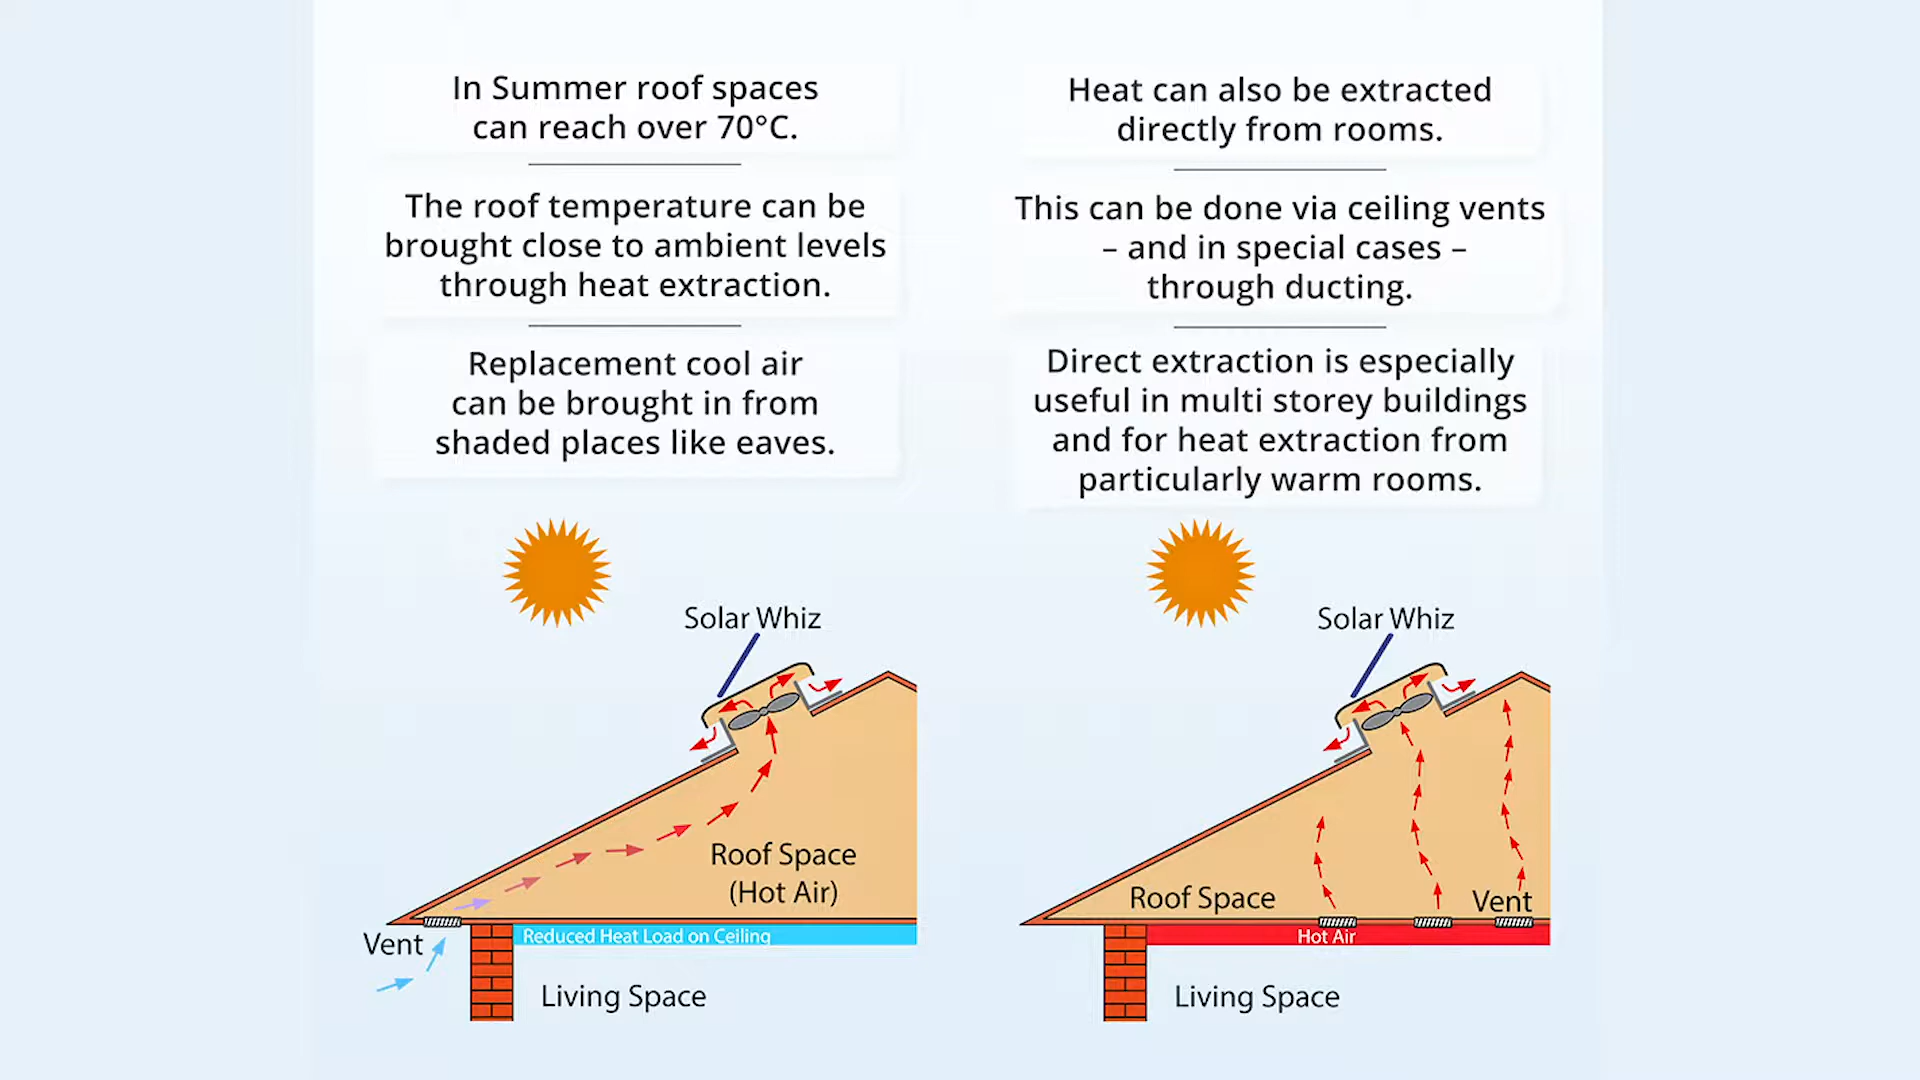 In Summer roof spaces
can reach over 70°C.
The roof temperature can be
brought close to ambient levels
through heat extraction.
Replacement cool air
can be brought in from
shaded places like eaves.
Solar Whiz
Roof Space
(Hot Air)
Vent
Reduced Heat Load on Ceiling
Living Space
Heat can also be extracted
directly from rooms.
This can be done via ceiling vents
– and in special cases –
through ducting.
Direct extraction is especially
useful in multi storey buildings
and for heat extraction from
particularly warm rooms.
Solar Whiz
Roof Space
Vent
Hot Air
Living Space